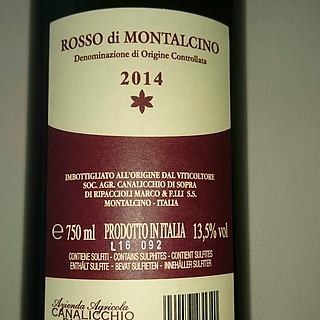 ROSSO di MONTALCINO
Denominazione di Origine Controllata
2014
IMBOTTIGLIATO ALL'ORIGINE DAL VITICOLTORE
SOC. AGR. CANALICCHIO DI SOPRA
DI RIPACCIOLI MARCO & F.LLI S.S.
MONTALCINO - ITALIA
e 750 ml PRODOTTO IN ITALIA 13,5% vol
L16 092
CONTIENE SOLFITI - CONTAINS SULPHITES - CONTIENT SULFITES
ENTHÄLT SULFITE - BEVAT SULFIETEN - INNEHÅLLER SULFITER
Azienda Agricola
CANALICCHIO